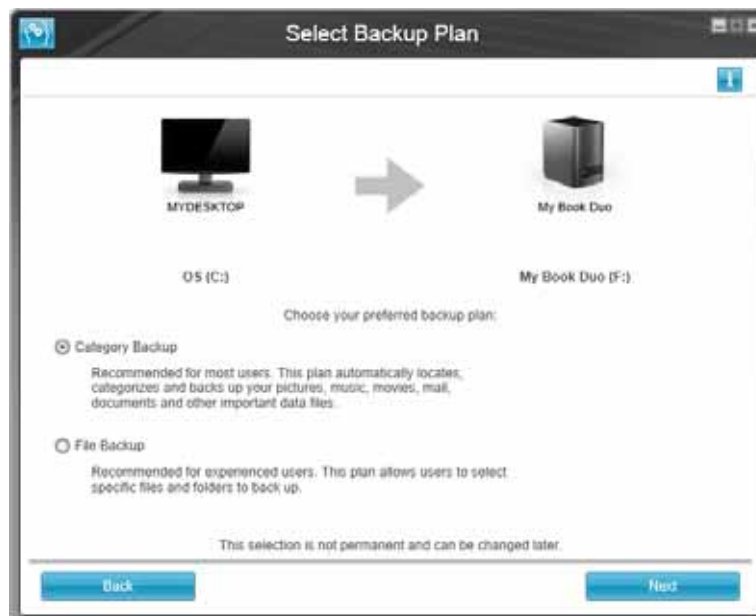 Select Backup Plan
MYDESKTOP
My Book Duo
OS (C:)
My Book Duo (F:)
Choose your preferred backup plan:
Category Backup
Recommended for most users. This plan automatically locates,
categorizes and backs up your pictures, music, movies, mail,
documents and other important data files.
File Backup
Recommended for experienced users. This plan allows users to select
specific files and folders to back up.
This selection is not permanent and can be changed later.
Back
Next